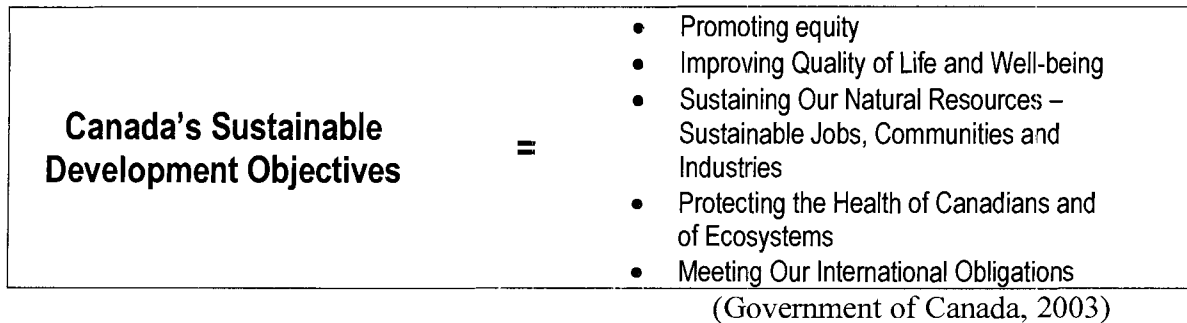 Canada's Sustainable
Development Objectives
=
• Promoting equity
• Improving Quality of Life and Well-being
• Sustaining Our Natural Resources –
Sustainable Jobs, Communities and
Industries
• Protecting the Health of Canadians and
of Ecosystems
• Meeting Our International Obligations
(Government of Canada, 2003)